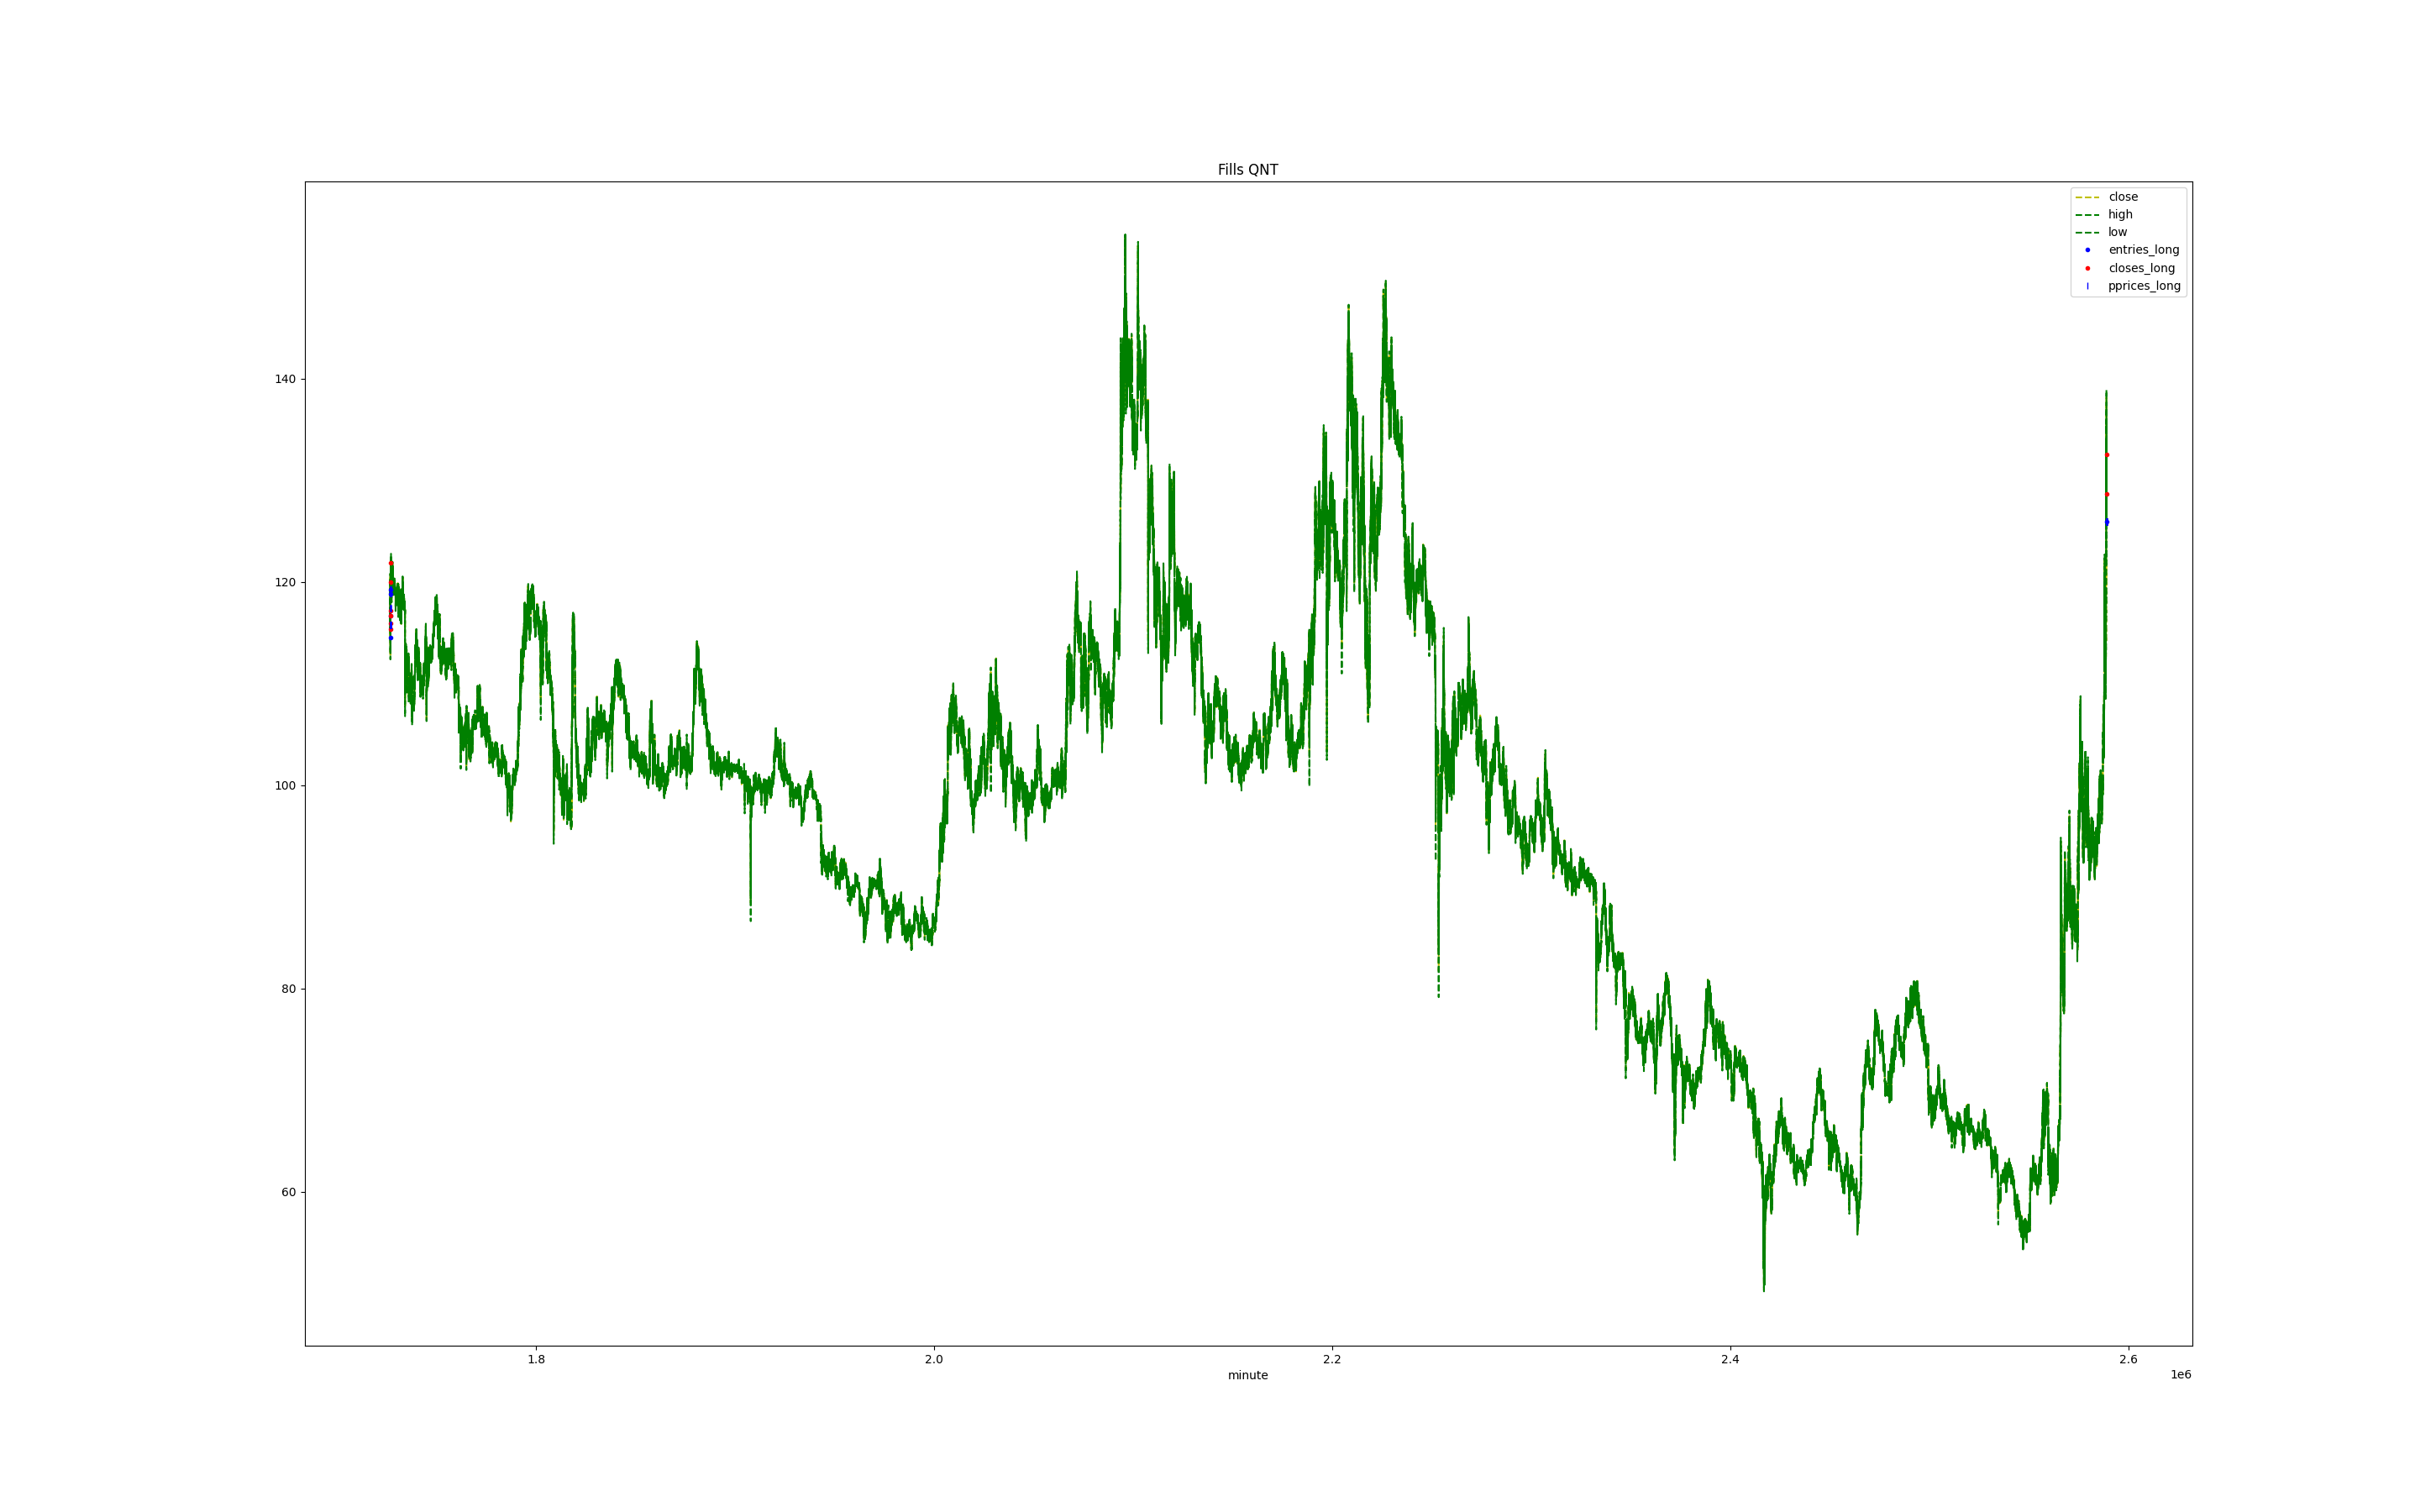 Fills QNT
close
high
low
entries_long
closes_long
pprices_long
140
120
100
80
60
1.8
2.0
2.2
2.4
2.6
minute
1e6